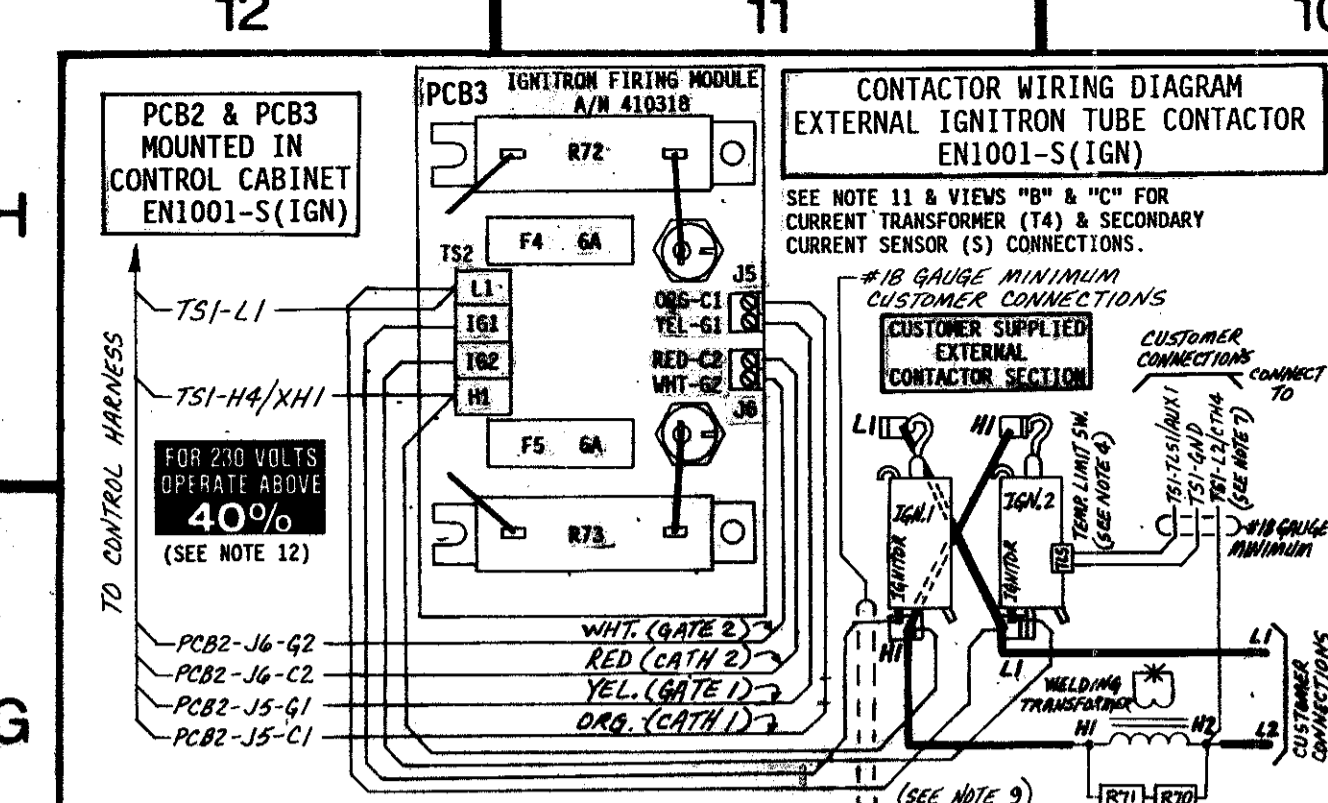 12
11
10
PCB2 & PCB3
MOUNTED IN
CONTROL CABINET
EN1001-S(IGN)
PCB3
IGNITRON FIRING MODULE
A/N 410318
R72
F4 6A
TS2
L1
IG1
IG2
H1
J5
ORG-C1
YEL-G1
RED-C2
WHT-G2
J6
F5 6A
R73
CONTACTOR WIRING DIAGRAM
EXTERNAL IGNITRON TUBE CONTACTOR
EN1001-S(IGN)
SEE NOTE 11 & VIEWS "B" & "C" FOR
CURRENT TRANSFORMER (T4) & SECONDARY
CURRENT SENSOR (S) CONNECTIONS.
#18 GAUGE MINIMUM
CUSTOMER CONNECTIONS
CUSTOMER SUPPLIED
EXTERNAL
CONTACTOR SECTION
CUSTOMER
CONNECTIONS
CONNECT
TO
TS1-L1
TS1-H4/XH1
TO CONTROL HARNESS
FOR 230 VOLTS
OPERATE ABOVE
40%
(SEE NOTE 12)
L1
H1
IGN.1
IGNITOR
IGN.2
IGNITOR
TEMP. LIMIT SW.
(SEE NOTE 4)
TLS
TS1-TLS1/AUX1
TS1-GND
TS1-L2/CTH4
(SEE NOTE 7)
#18 GAUGE
MINIMUM
PCB2-J6-G2
PCB2-J6-C2
PCB2-J5-G1
PCB2-J5-C1
WHT. (GATE 2)
RED (CATH 2)
YEL. (GATE 1)
ORG. (CATH 1)
H1
L1
L1
WELDING
TRANSFORMER
H1
H2
L2
CUSTOMER
CONNECTIONS
(SEE NOTE 9)
R71
R70
G